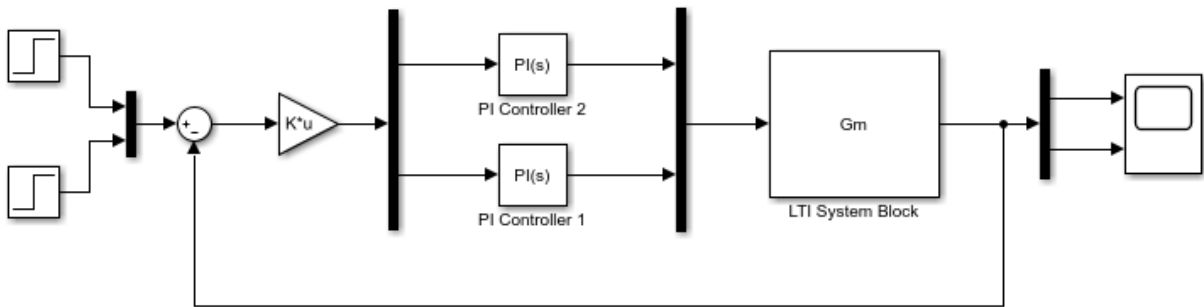 PI(s)
PI Controller 2
+
−
K*u
Gm
PI(s)
PI Controller 1
LTI System Block